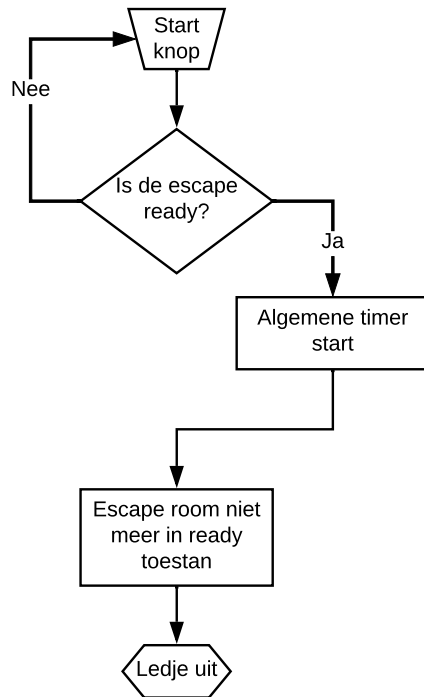 Start
knop
Nee
Is de escape
ready?
Ja
Algemene timer
start
Escape room niet
meer in ready
toestan
Ledje uit